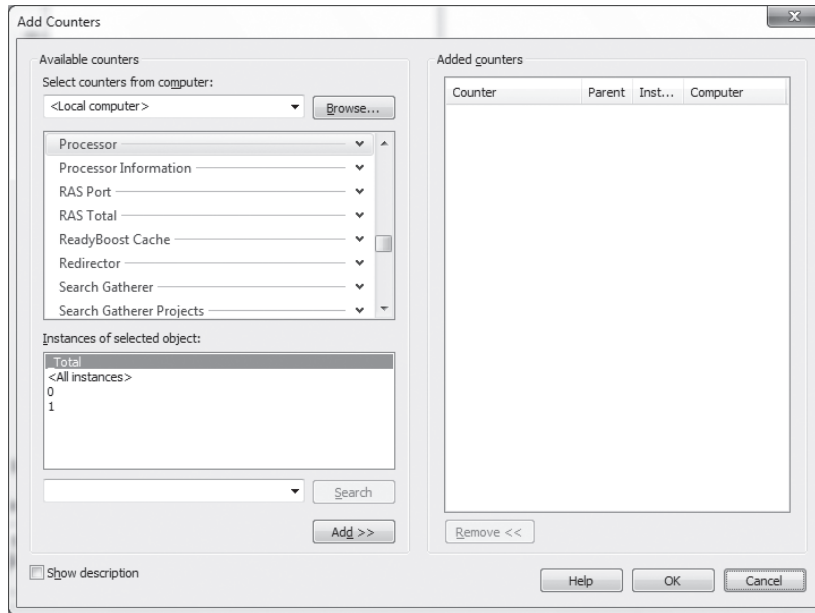 Add Counters
Available counters
Select counters from computer:
<Local computer>
Browse...
Processor
Processor Information
RAS Port
RAS Total
ReadyBoost Cache
Redirector
Search Gatherer
Search Gatherer Projects
Instances of selected object:
_Total
<All instances>
0
1
Search
Add >>
Show description
Added counters
Counter Parent Inst... Computer
Remove <<
Help OK Cancel